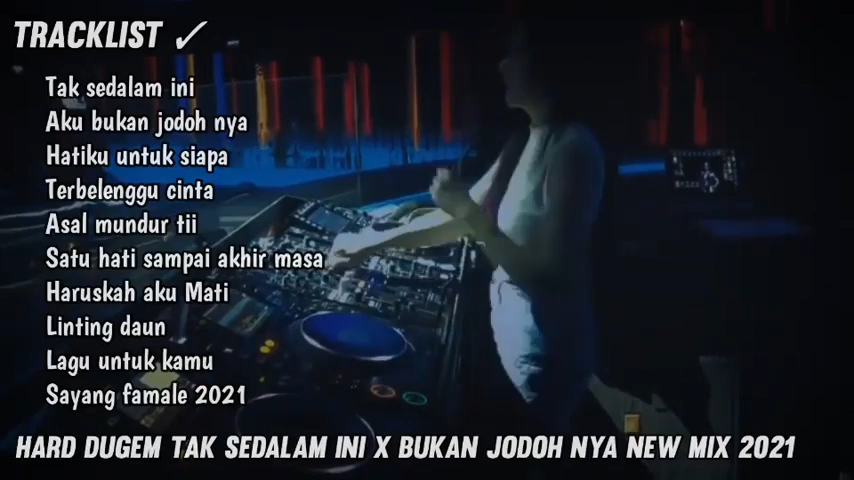 TRACKLIST ✓
Tak sedalam ini
Aku bukan jodoh nya
Hatiku untuk siapa
Terbelenggu cinta
Asal mundur tii
Satu hati sampai akhir masa
Haruskah aku Mati
Linting daun
Lagu untuk kamu
Sayang famale 2021
HARD DUGEM TAK SEDALAM INI X BUKAN JODOH NYA NEW MIX 2021